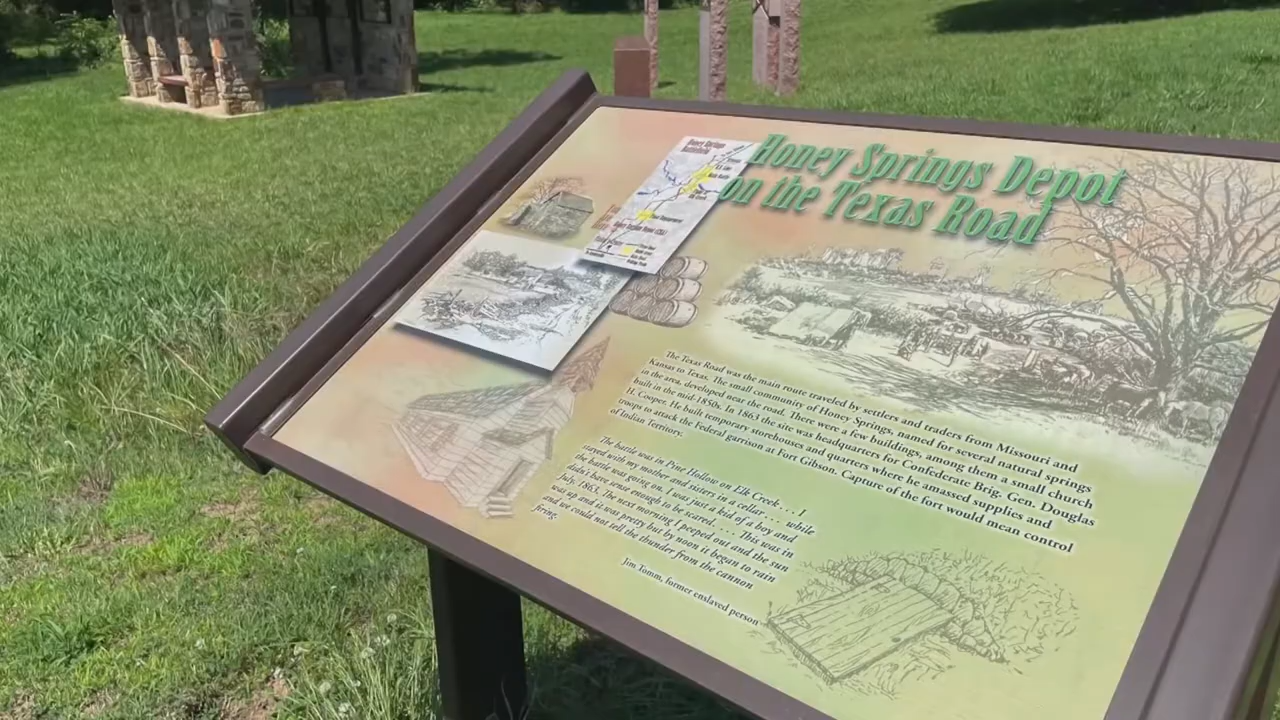 Honey Springs Depot
on the Texas Road
The Texas Road was the main route traveled by settlers and traders from Missouri and
Kansas to Texas. The small community of Honey Springs, named for several natural springs
in the area, developed near the road. There were a few buildings, among them a small church
built in the mid-1850s. In 1863 the site was headquarters for Confederate Brig. Gen. Douglas
H. Cooper. He built temporary storehouses and quarters where he amassed supplies and
troops to attack the Federal garrison at Fort Gibson. Capture of the fort would mean control
of Indian Territory.
The battle was in Pine Hollow on Elk Creek . . . . I
stayed with my mother and sisters in a cellar . . . while
the battle was going on. I was just a kid of a boy and
didn't have sense enough to be scared. . . . This was in
July, 1863. The next morning I peeped out and the sun
was up and it was pretty but by noon it began to rain
and we could not tell the thunder from the cannon
firing.
Jim Tomm, former enslaved person